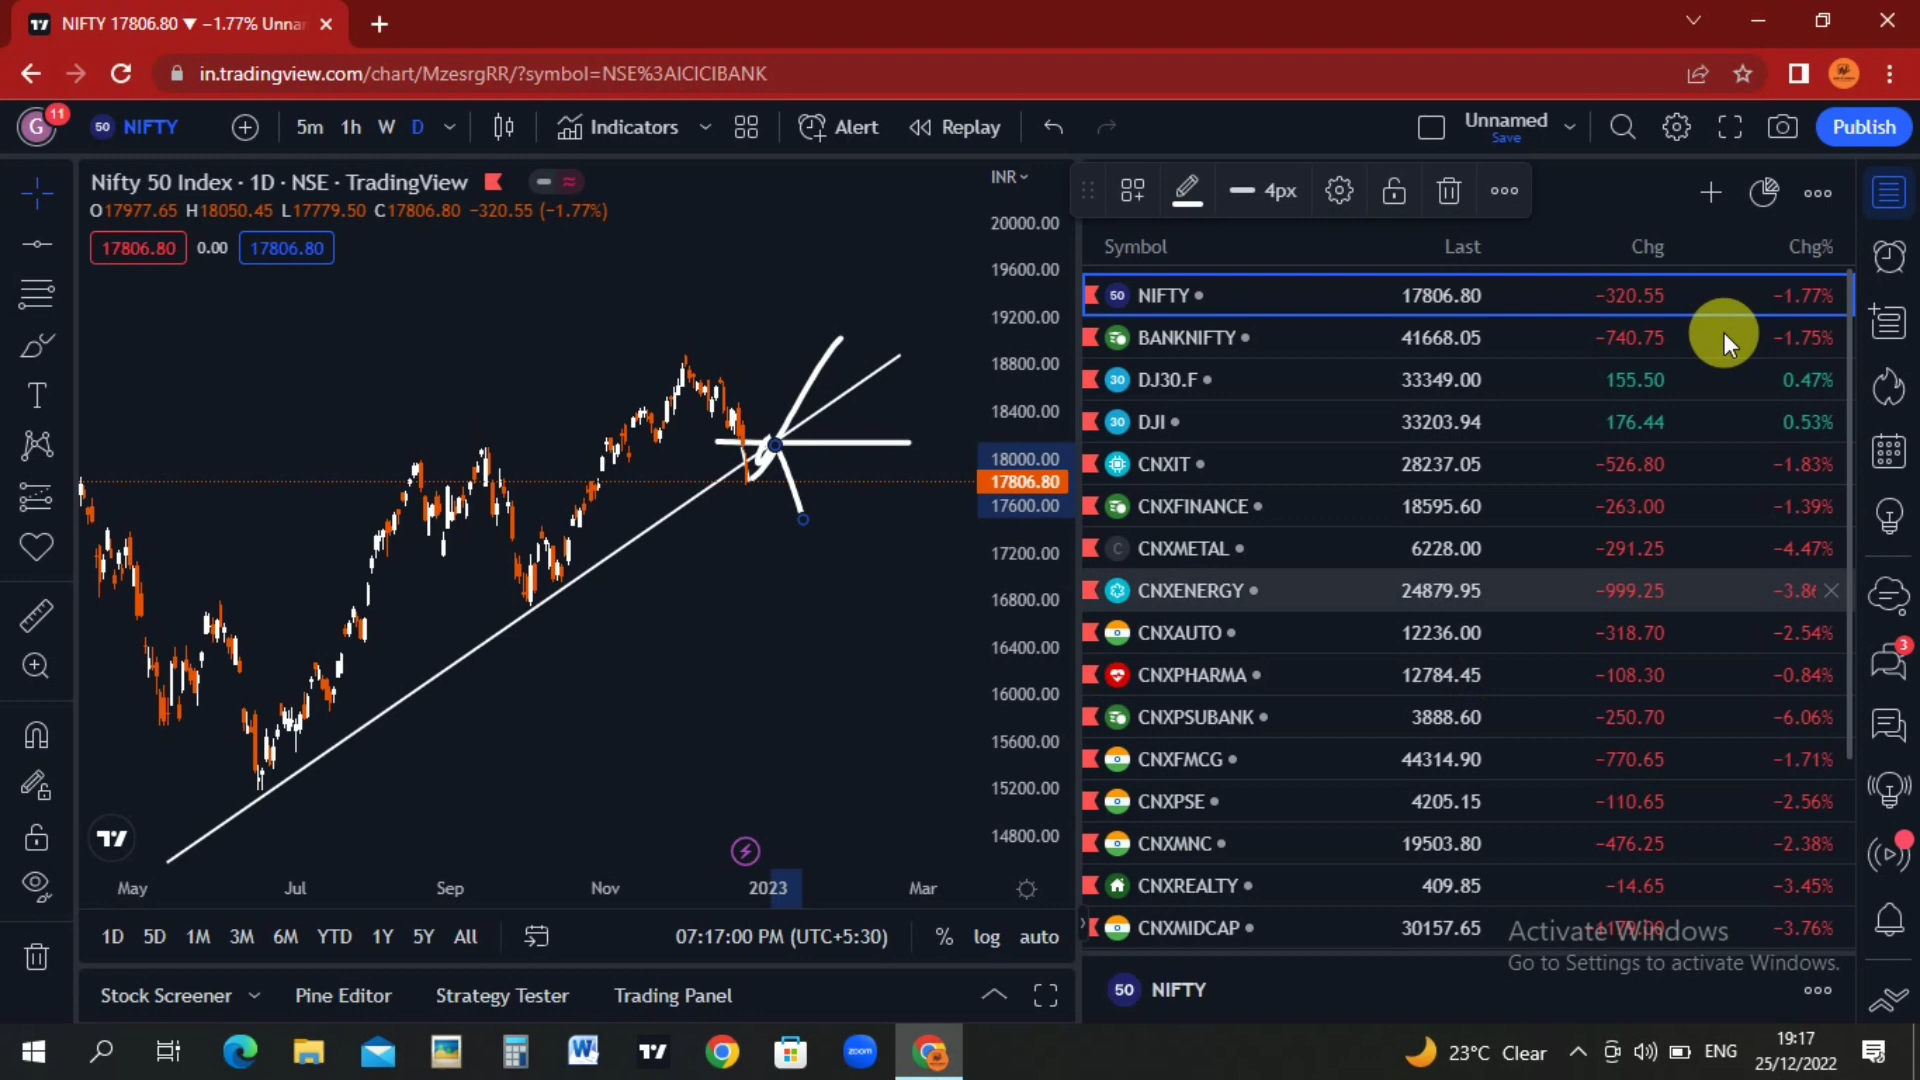 NIFTY 17806.80 ▼ −1.77% Unna
in.tradingview.com/chart/MzesrgRR/?symbol=NSE%3AICICIBANK
G 11 50 NIFTY 5m 1h W D Indicators Alert Replay Unnamed Save Publish
Nifty 50 Index · 1D · NSE · TradingView
O17977.65 H18050.45 L17779.50 C17806.80 −320.55 (−1.77%)
17806.80 0.00 17806.80
INR
20000.00
19600.00
19200.00
18800.00
18400.00
18000.00
17806.80
17600.00
17200.00
16800.00
16400.00
16000.00
15600.00
15200.00
14800.00
May Jul Sep Nov 2023 Mar
1D 5D 1M 3M 6M YTD 1Y 5Y All 07:17:00 PM (UTC+5:30) % log auto
Stock Screener Pine Editor Strategy Tester Trading Panel
4px
Symbol Last Chg Chg%
50 NIFTY 17806.80 −320.55 −1.77%
BANKNIFTY 41668.05 −740.75 −1.75%
30 DJ30.F 33349.00 155.50 0.47%
30 DJI 33203.94 176.44 0.53%
CNXIT 28237.05 −526.80 −1.83%
CNXFINANCE 18595.60 −263.00 −1.39%
C CNXMETAL 6228.00 −291.25 −4.47%
CNXENERGY 24879.95 −999.25 −3.86
CNXAUTO 12236.00 −318.70 −2.54%
CNXPHARMA 12784.45 −108.30 −0.84%
CNXPSUBANK 3888.60 −250.70 −6.06%
CNXFMCG 44314.90 −770.65 −1.71%
CNXPSE 4205.15 −110.65 −2.56%
CNXMNC 19503.80 −476.25 −2.38%
CNXREALTY 409.85 −14.65 −3.45%
CNXMIDCAP 30157.65 −3.76%
Activate Windows
Go to Settings to activate Windows.
50 NIFTY
3
zoom
23°C Clear ENG
19:17
25/12/2022